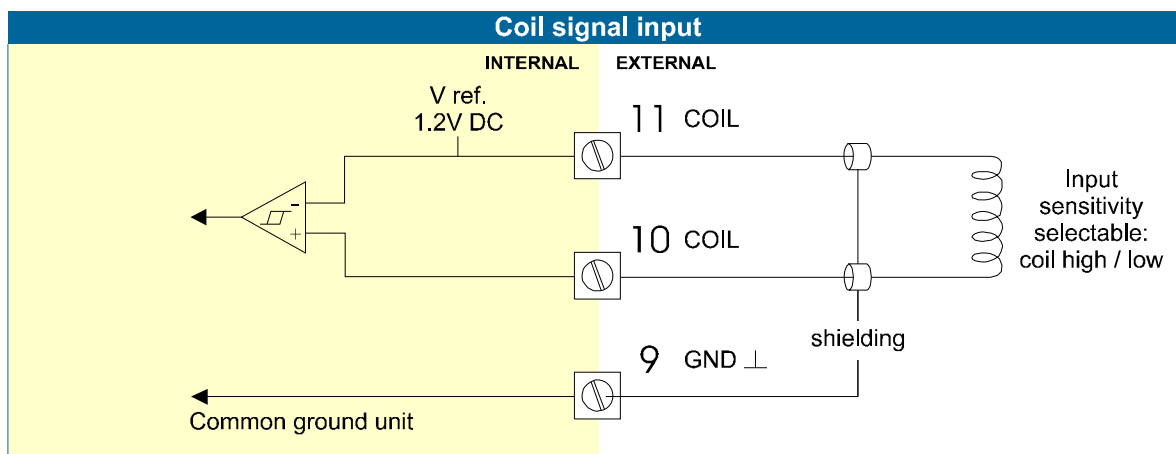 Coil signal input
INTERNAL EXTERNAL
V ref.
1.2V DC
11 COIL
-
+
10 COIL
Input
sensitivity
selectable:
coil high / low
shielding
9 GND ⊥
Common ground unit